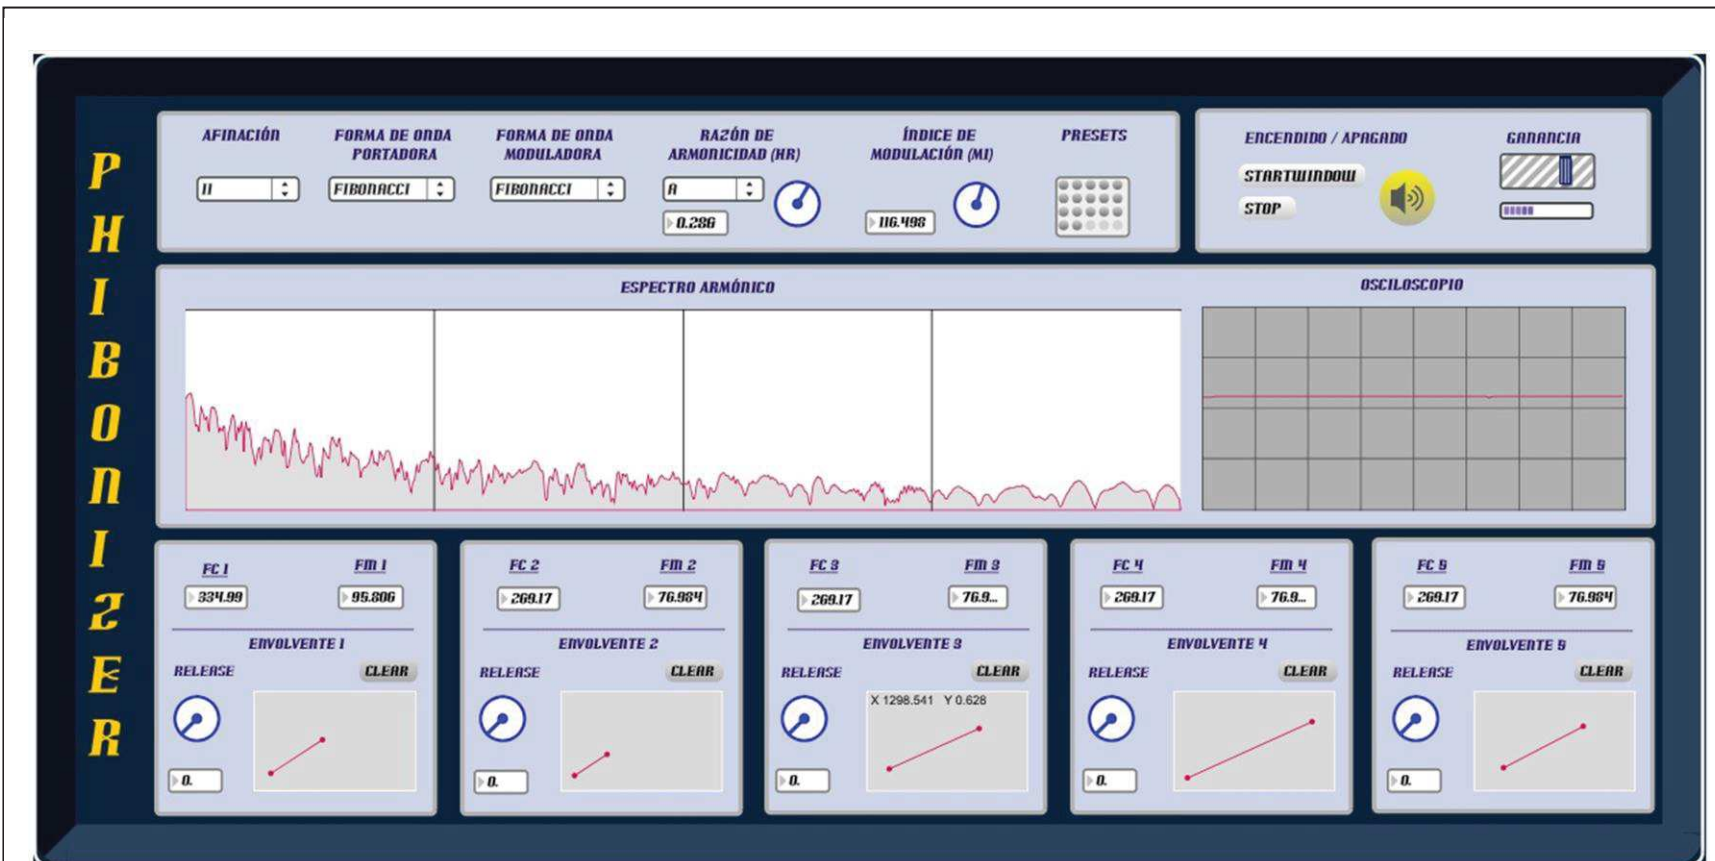 PHIBONIZER
AFINACIÓN
FORMA DE ONDA
PORTADORA
FORMA DE ONDA
MODULADORA
RAZÓN DE
ARMONICIDAD (HR)
ÍNDICE DE
MODULACIÓN (MI)
PRESETS
II
FIBONACCI
FIBONACCI
A
0.286
116.498
ENCENDIDO / APAGADO
GANANCIA
STARTWINDOW
STOP
ESPECTRO ARMÓNICO
OSCILOSCOPIO
FC 1
FM 1
334.99
95.806
ENVOLVENTE 1
RELEASE
CLEAR
0.
FC 2
FM 2
269.17
76.984
ENVOLVENTE 2
RELEASE
CLEAR
0.
FC 3
FM 3
269.17
76.9...
ENVOLVENTE 3
RELEASE
CLEAR
X 1298.541 Y 0.628
0.
FC 4
FM 4
269.17
76.9...
ENVOLVENTE 4
RELEASE
CLEAR
0.
FC 5
FM 5
269.17
76.984
ENVOLVENTE 5
RELEASE
CLEAR
0.